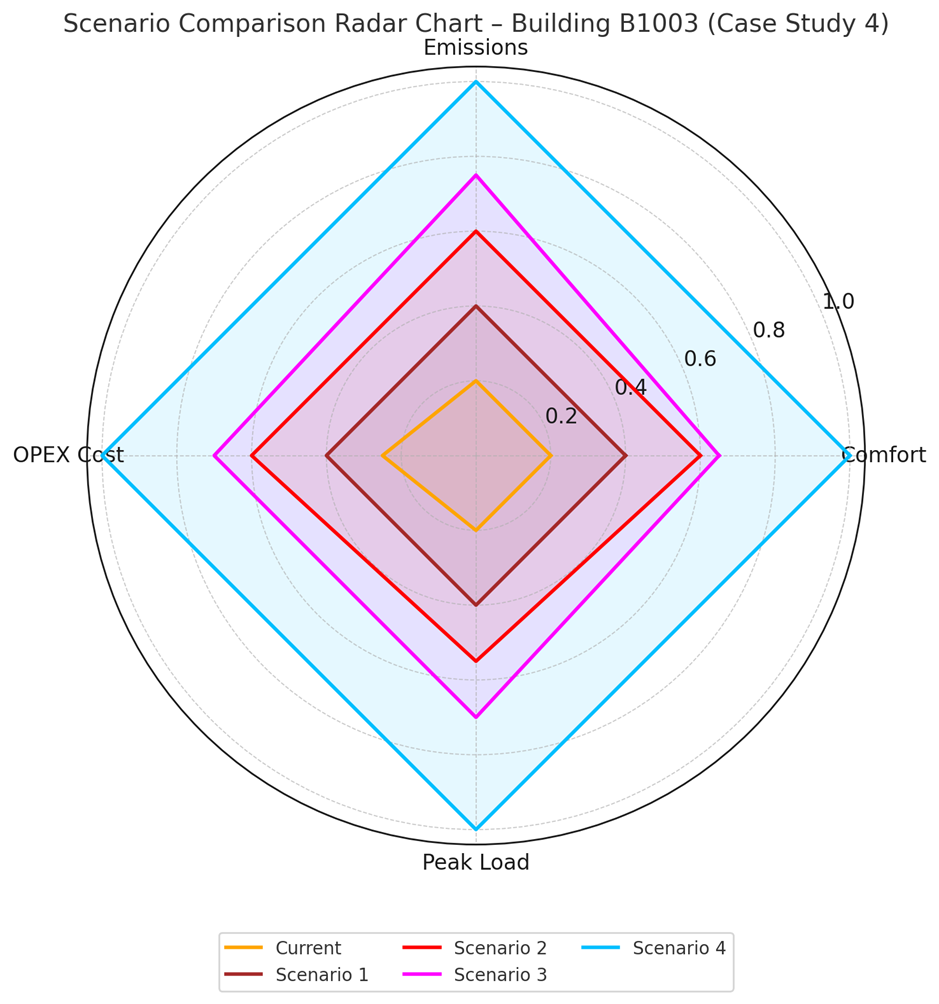 Scenario Comparison Radar Chart – Building B1003 (Case Study 4)
Emissions
1.0
0.8
0.6
0.4
0.2
OPEX Cost
Comfort
Peak Load
Current
Scenario 1
Scenario 2
Scenario 3
Scenario 4